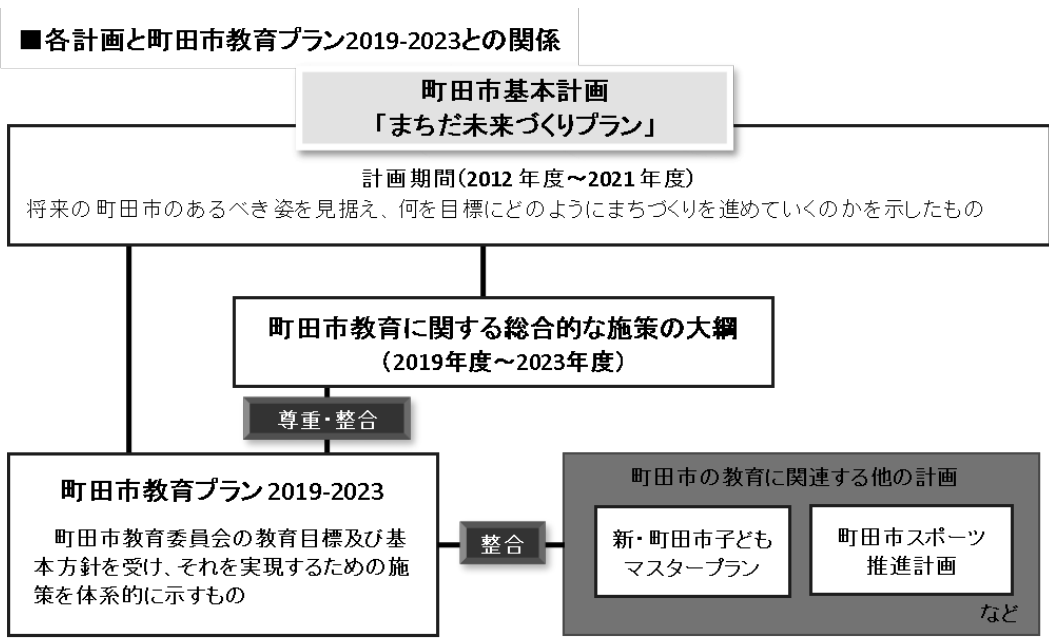 ■各計画と町田市教育プラン2019-2023との関係
町田市基本計画
「まちだ未来づくりプラン」
計画期間(2012年度～2021年度)
将来の町田市のあるべき姿を見据え、何を目標にどのようにまちづくりを進めていくのかを示したもの
町田市教育に関する総合的な施策の大綱
(2019年度～2023年度)
尊重・整合
町田市教育プラン2019-2023
町田市教育委員会の教育目標及び基
本方針を受け、それを実現するための施
策を体系的に示すもの
整合
町田市の教育に関連する他の計画
新・町田市子ども
マスタープラン
町田市スポーツ
推進計画
など